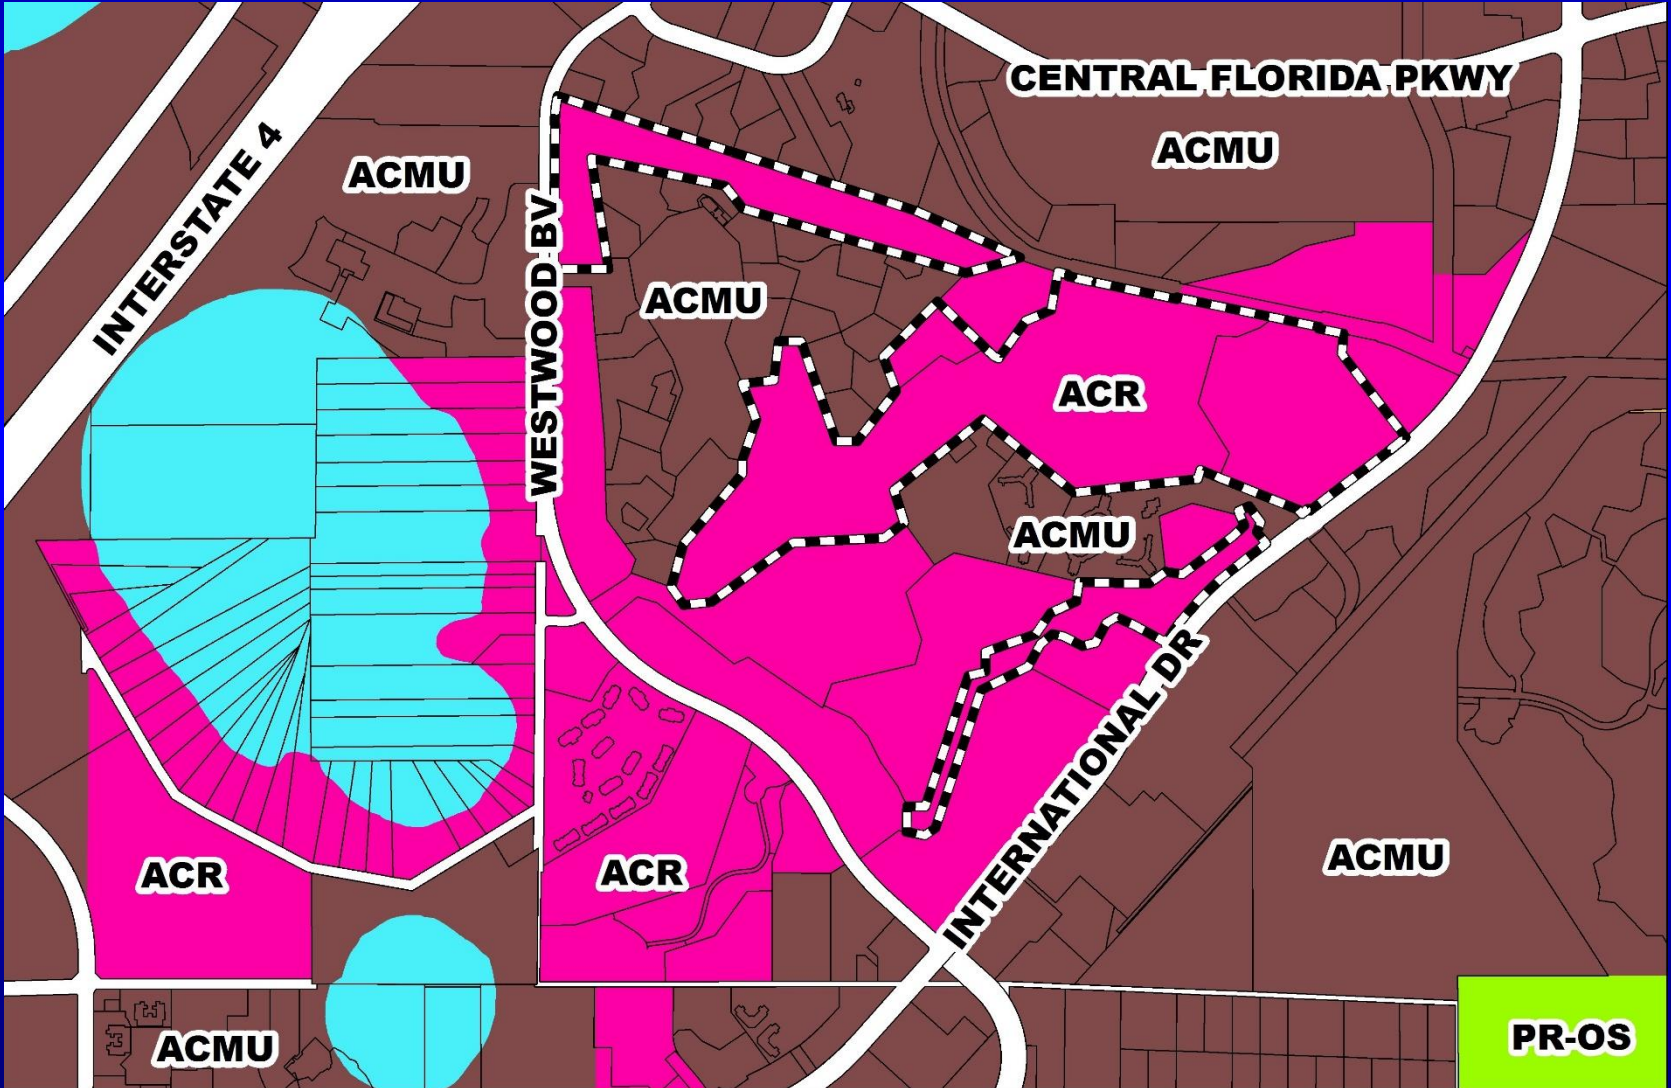 CENTRAL FLORIDA PKWY
ACMU
ACMU
INTERSTATE 4
WESTWOOD BV
ACMU
ACR
ACMU
INTERNATIONAL DR
ACR
ACR
ACMU
ACMU
PR-OS